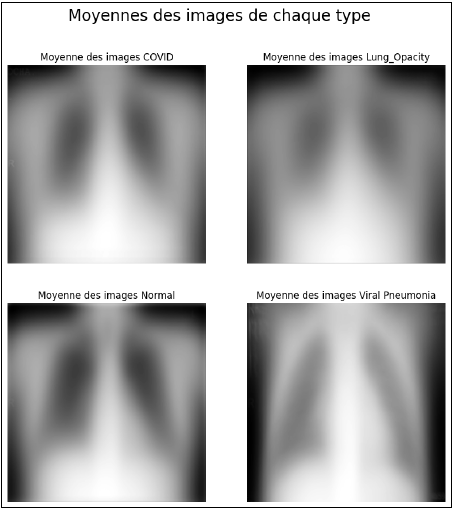 Moyennes des images de chaque type
Moyenne des images COVID
Moyenne des images Lung_Opacity
Moyenne des images Normal
Moyenne des images Viral Pneumonia